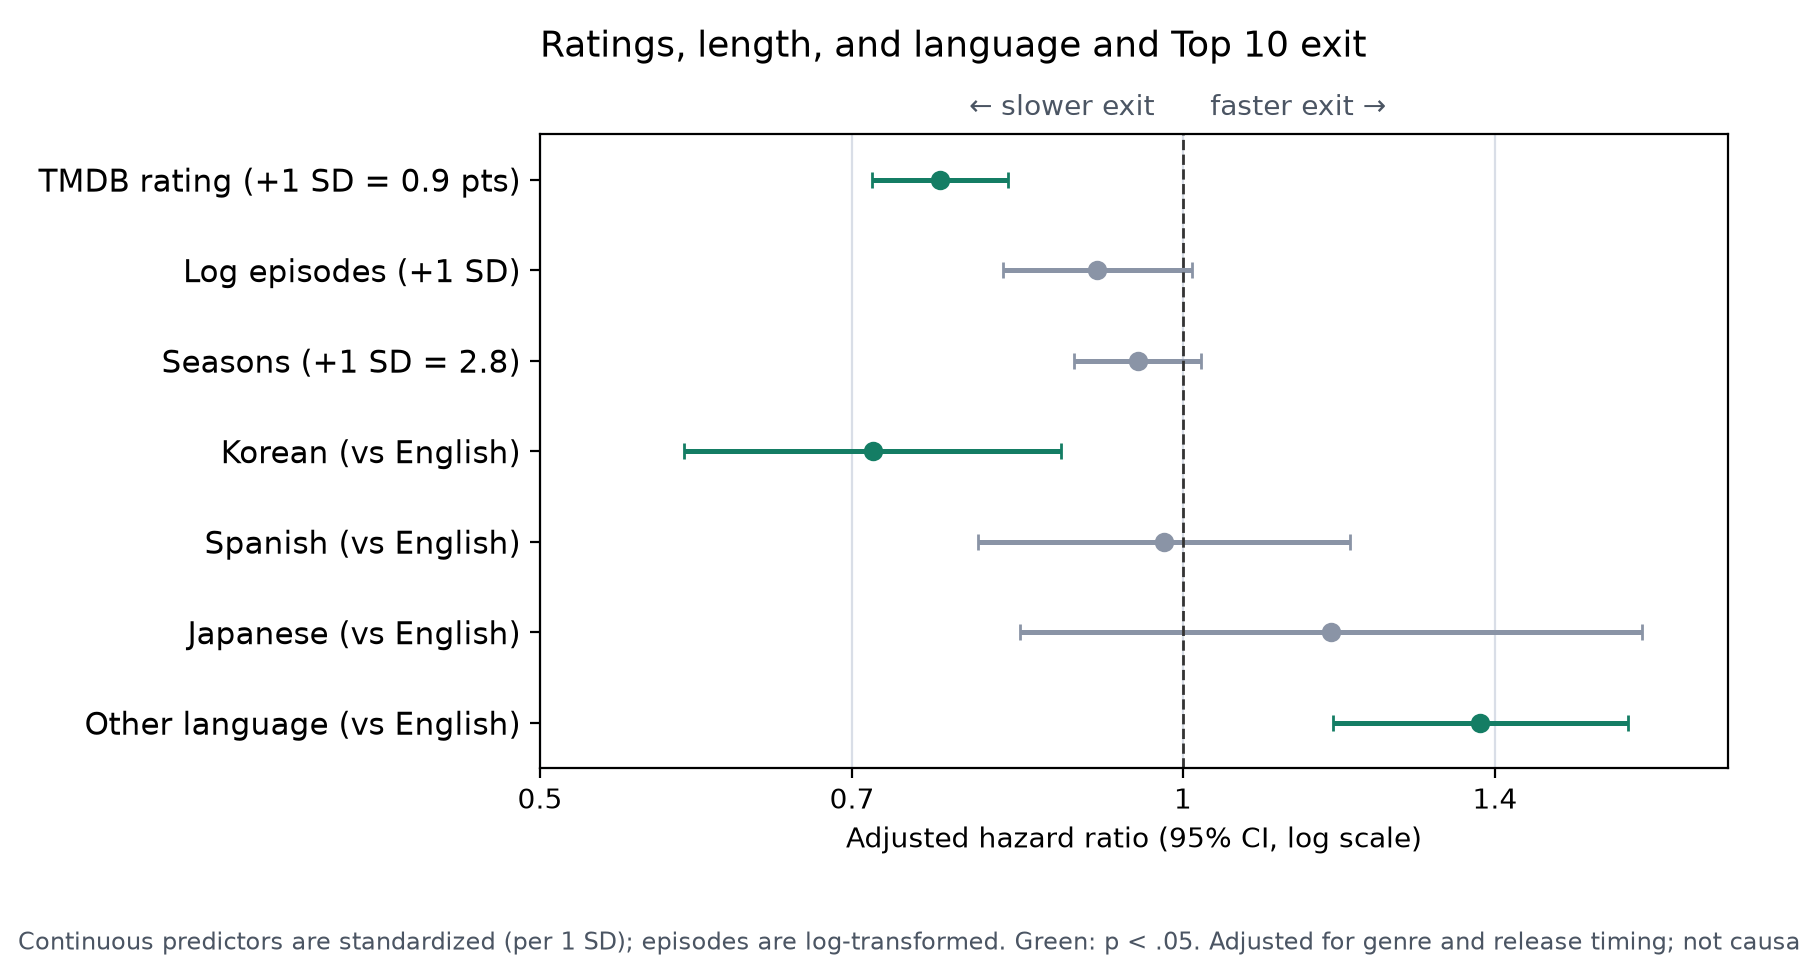 Ratings, length, and language and Top 10 exit
← slower exit faster exit →
TMDB rating (+1 SD = 0.9 pts)
Log episodes (+1 SD)
Seasons (+1 SD = 2.8)
Korean (vs English)
Spanish (vs English)
Japanese (vs English)
Other language (vs English)
0.5 0.7 1 1.4
Adjusted hazard ratio (95% CI, log scale)
Continuous predictors are standardized (per 1 SD); episodes are log-transformed. Green: p < .05. Adjusted for genre and release timing; not causa